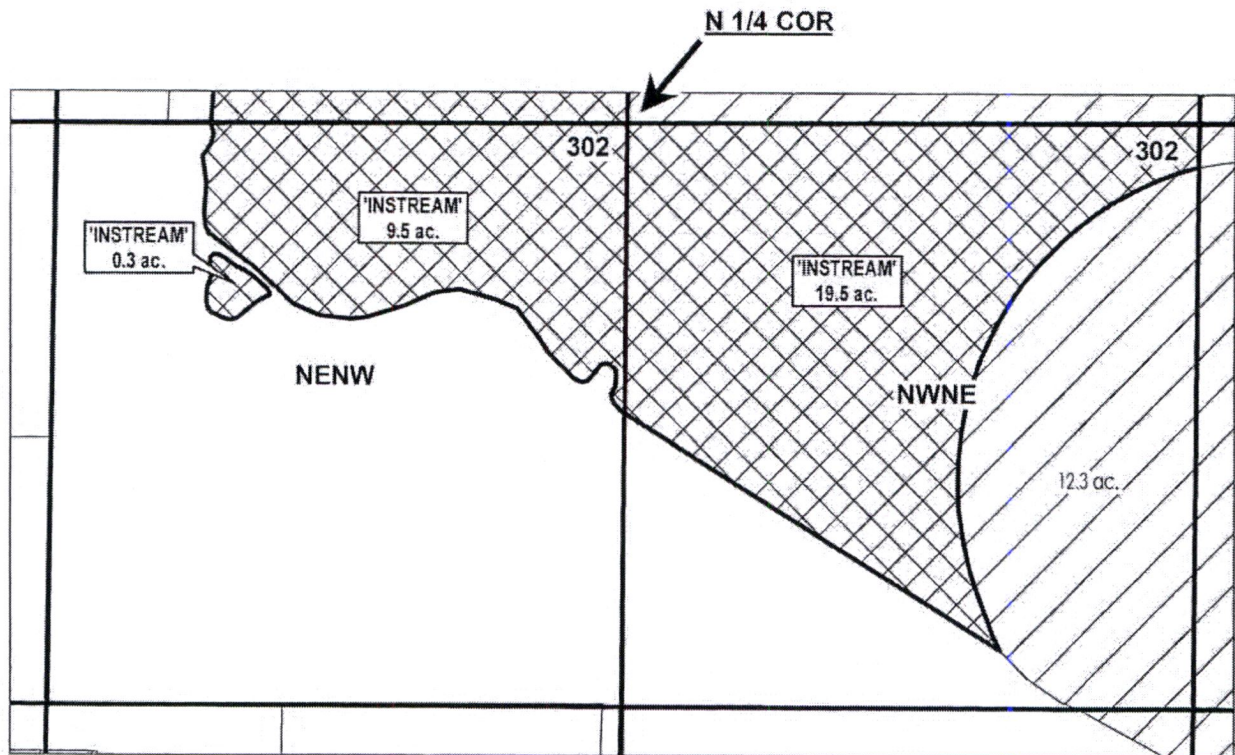 N 1/4 COR
302
302
'INSTREAM'
9.5 ac.
'INSTREAM'
0.3 ac.
'INSTREAM'
19.5 ac.
NENW
NWNE
12.3 ac.